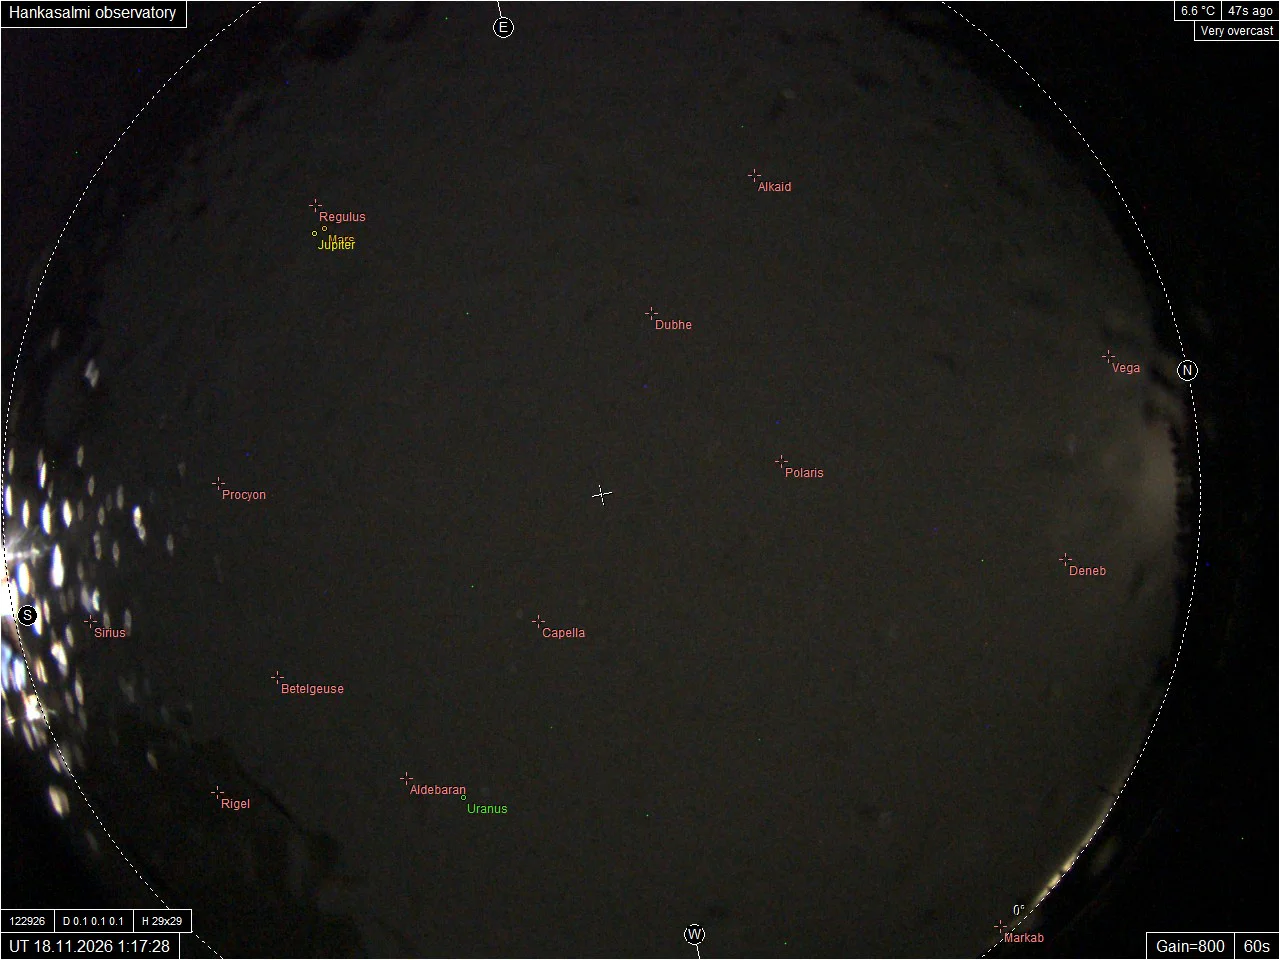 Hankasalmi observatory
E
6.6 °C
47s ago
Very overcast
Alkaid
Regulus
Mars
Jupiter
Dubhe
Vega
N
Polaris
Procyon
Deneb
S
Sirius
Capella
Betelgeuse
Aldebaran
Rigel
Uranus
0°
W
Markab
122926
D 0.1 0.1 0.1
H 29x29
UT 18.11.2026 1:17:28
Gain=800
60s